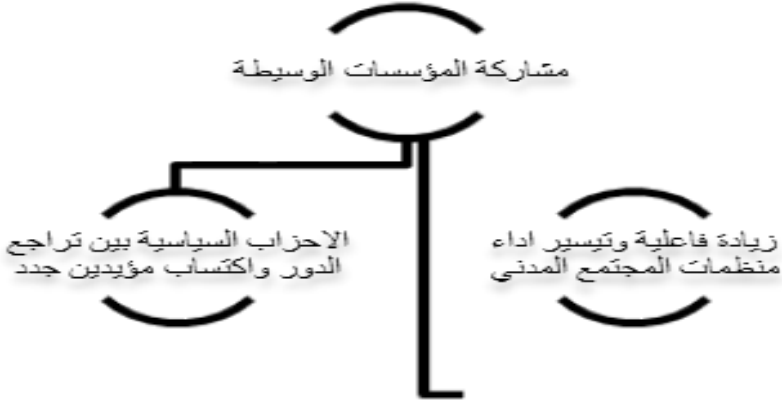 مشاركة المؤسسات الوسيطة
زيادة فاعلية وتيسير اداء
منظمات المجتمع المدني
الاحزاب السياسية بين تراجع
الدور واكتساب مؤيدين جدد